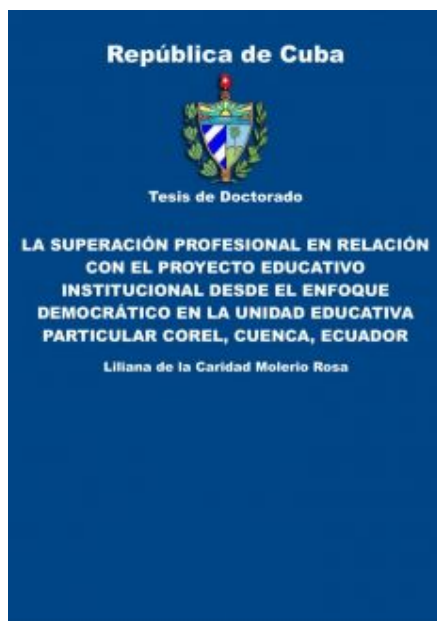 República de Cuba
Tesis de Doctorado
LA SUPERACIÓN PROFESIONAL EN RELACIÓN
CON EL PROYECTO EDUCATIVO
INSTITUCIONAL DESDE EL ENFOQUE
DEMOCRÁTICO EN LA UNIDAD EDUCATIVA
PARTICULAR COREL, CUENCA, ECUADOR
Liliana de la Caridad Molerio Rosa